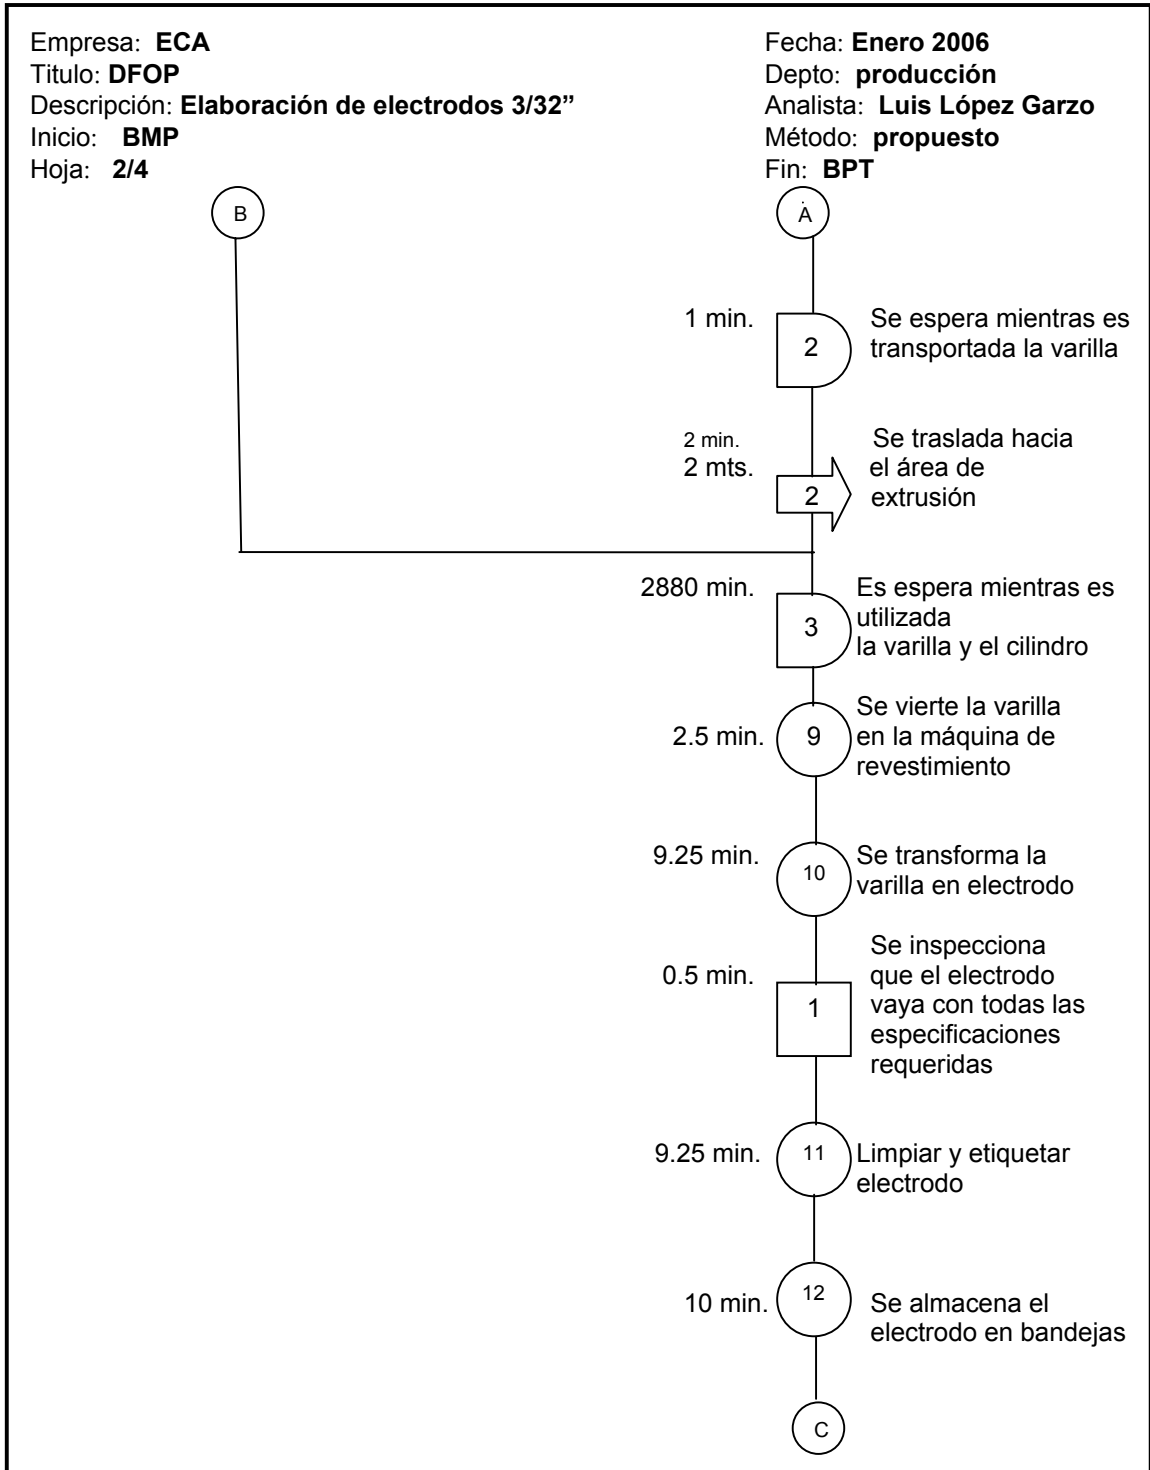 Empresa: ECA
Titulo: DFOP
Descripción: Elaboración de electrodos 3/32”
Inicio: BMP
Hoja: 2/4
Fecha: Enero 2006
Depto: producción
Analista: Luis López Garzo
Método: propuesto
Fin: BPT
B
A
1 min.
2
Se espera mientras es
transportada la varilla
2 min.
2 mts.
2
Se traslada hacia
el área de
extrusión
2880 min.
3
Es espera mientras es
utilizada
la varilla y el cilindro
2.5 min.
9
Se vierte la varilla
en la máquina de
revestimiento
9.25 min.
10
Se transforma la
varilla en electrodo
0.5 min.
1
Se inspecciona
que el electrodo
vaya con todas las
especificaciones
requeridas
9.25 min.
11
Limpiar y etiquetar
electrodo
10 min.
12
Se almacena el
electrodo en bandejas
C